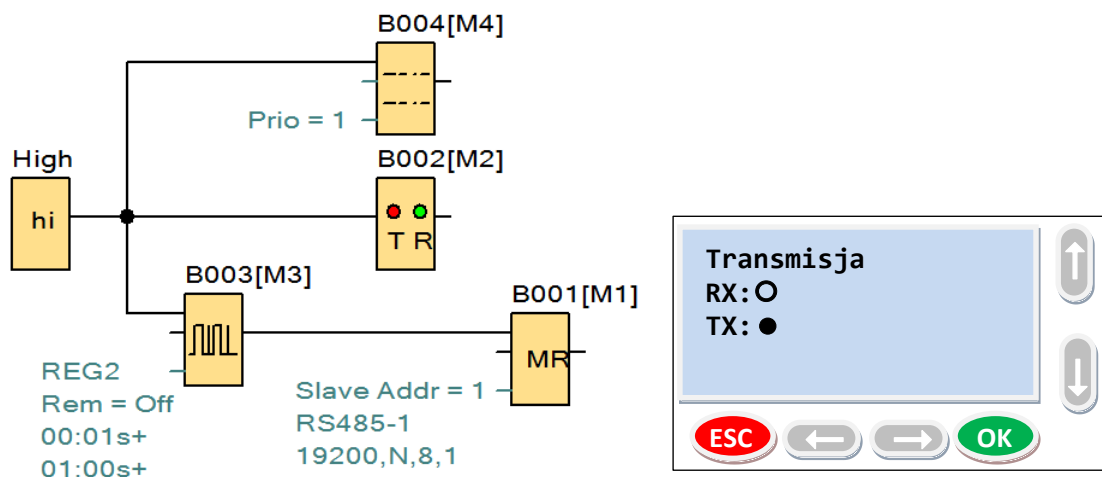 B004[M4]
Prio = 1
High
hi
B002[M2]
T R
B003[M3]
REG2
Rem = Off
00:01s+
01:00s+
B001[M1]
MR
Slave Addr = 1
RS485-1
19200,N,8,1
Transmisja
RX:
TX:
ESC
OK